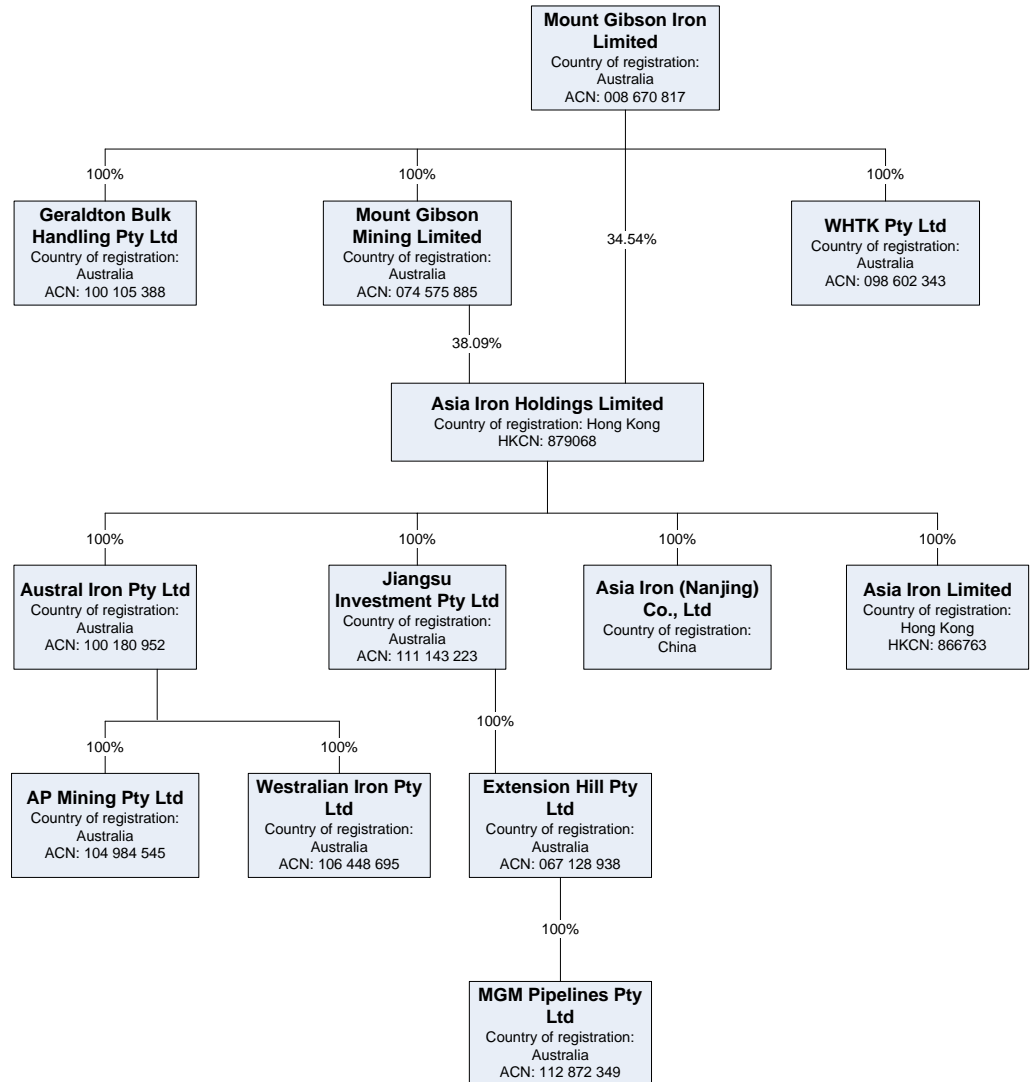 Mount Gibson Iron
Limited
Country of registration:
Australia
ACN: 008 670 817
100%
100%
100%
Geraldton Bulk
Handling Pty Ltd
Country of registration:
Australia
ACN: 100 105 388
Mount Gibson
Mining Limited
Country of registration:
Australia
ACN: 074 575 885
34.54%
WHTK Pty Ltd
Country of registration:
Australia
ACN: 098 602 343
38.09%
Asia Iron Holdings Limited
Country of registration: Hong Kong
HKCN: 879068
100%
100%
100%
100%
Austral Iron Pty Ltd
Country of registration:
Australia
ACN: 100 180 952
Jiangsu
Investment Pty Ltd
Country of registration:
Australia
ACN: 111 143 223
Asia Iron (Nanjing)
Co., Ltd
Country of registration:
China
Asia Iron Limited
Country of registration:
Hong Kong
HKCN: 866763
100%
100%
100%
AP Mining Pty Ltd
Country of registration:
Australia
ACN: 104 984 545
Westralian Iron Pty
Ltd
Country of registration:
Australia
ACN: 106 448 695
Extension Hill Pty
Ltd
Country of registration:
Australia
ACN: 067 128 938
100%
MGM Pipelines Pty
Ltd
Country of registration:
Australia
ACN: 112 872 349